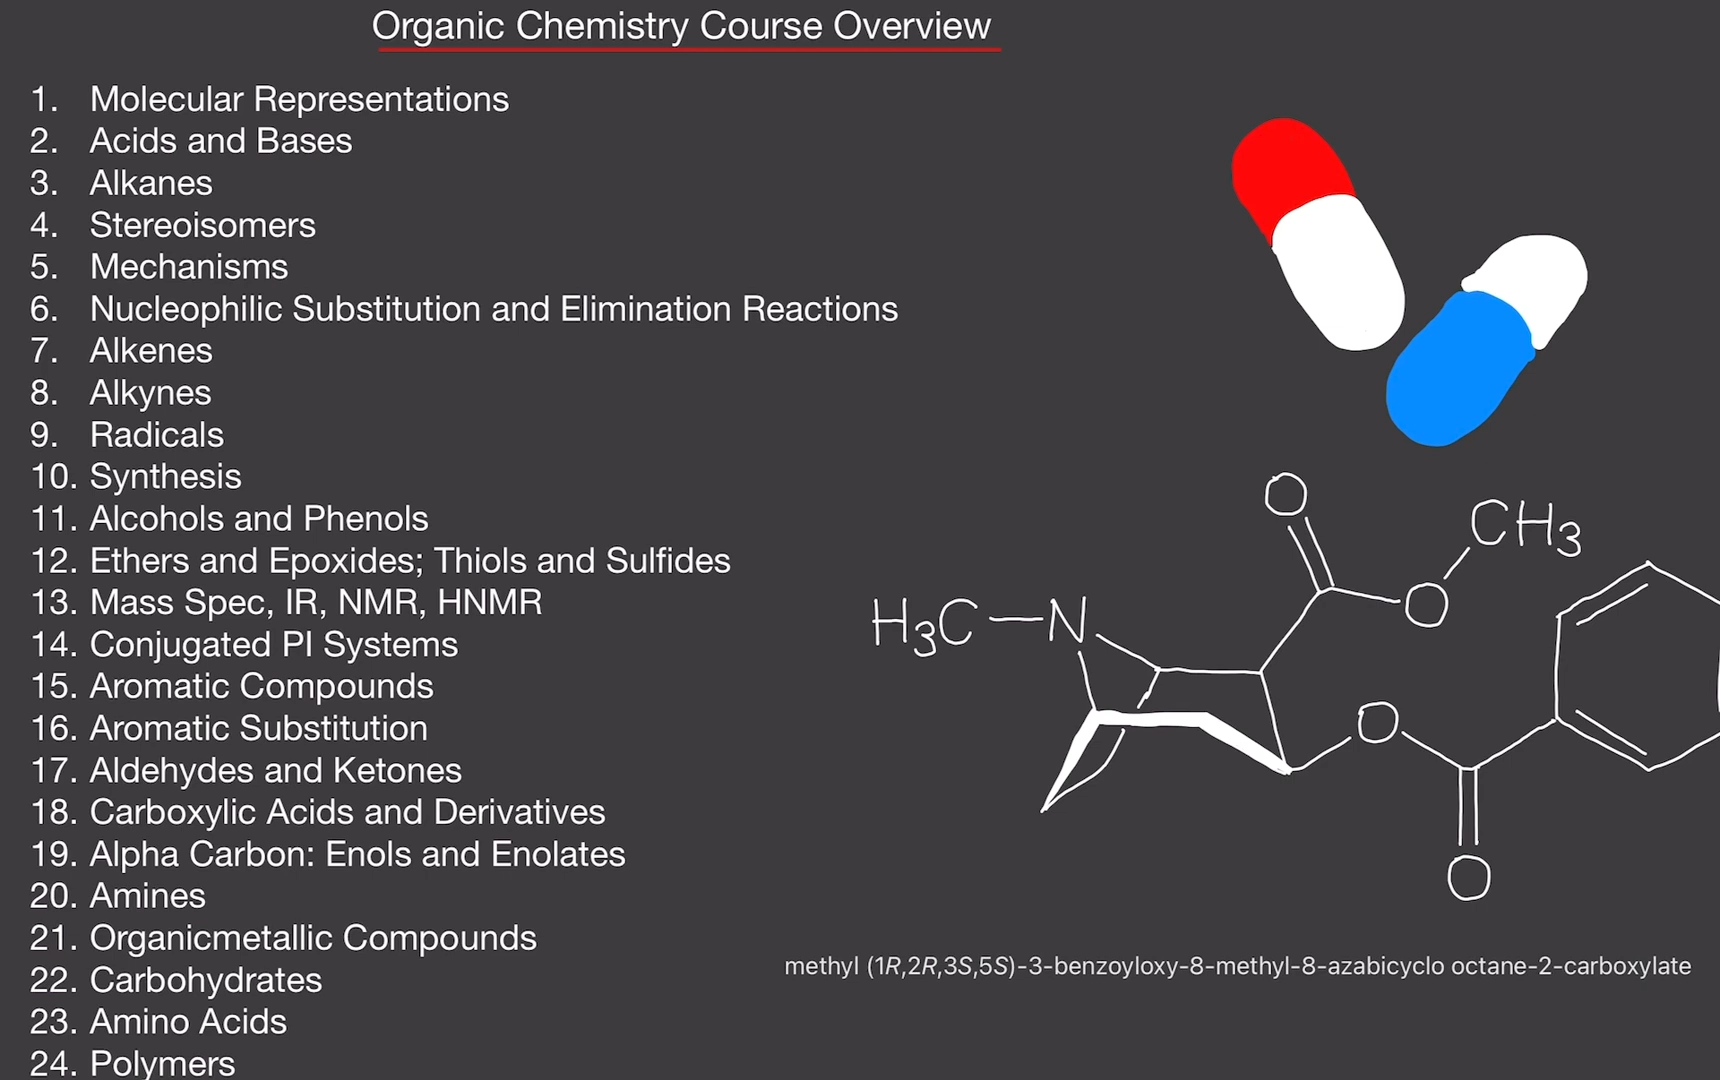 Organic Chemistry Course Overview
1. Molecular Representations
2. Acids and Bases
3. Alkanes
4. Stereoisomers
5. Mechanisms
6. Nucleophilic Substitution and Elimination Reactions
7. Alkenes
8. Alkynes
9. Radicals
10. Synthesis
11. Alcohols and Phenols
12. Ethers and Epoxides; Thiols and Sulfides
13. Mass Spec, IR, NMR, HNMR
14. Conjugated PI Systems
15. Aromatic Compounds
16. Aromatic Substitution
17. Aldehydes and Ketones
18. Carboxylic Acids and Derivatives
19. Alpha Carbon: Enols and Enolates
20. Amines
21. Organicmetallic Compounds
22. Carbohydrates
23. Amino Acids
24. Polymers
O
CH3
O
H3C N
O
O
methyl (1R,2R,3S,5S)-3-benzoyloxy-8-methyl-8-azabicyclo octane-2-carboxylate